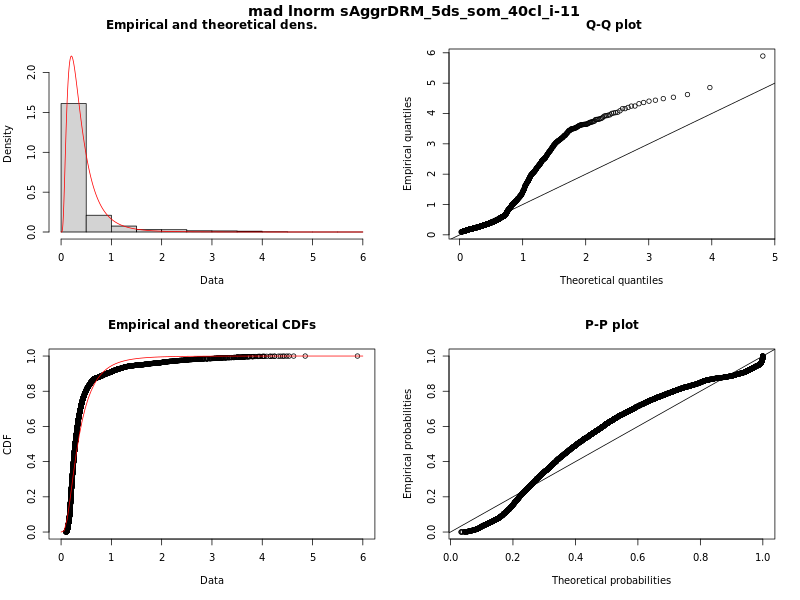 mad lnorm sAggrDRM_5ds_som_40cl_i-11
Empirical and theoretical dens.
Density
0.0 0.5 1.0 1.5 2.0
0 1 2 3 4 5 6
Data
Q-Q plot
Empirical quantiles
0 1 2 3 4 5 6
0 1 2 3 4 5
Theoretical quantiles
Empirical and theoretical CDFs
CDF
0.0 0.2 0.4 0.6 0.8 1.0
0 1 2 3 4 5 6
Data
P-P plot
Empirical probabilities
0.0 0.2 0.4 0.6 0.8 1.0
0.0 0.2 0.4 0.6 0.8 1.0
Theoretical probabilities